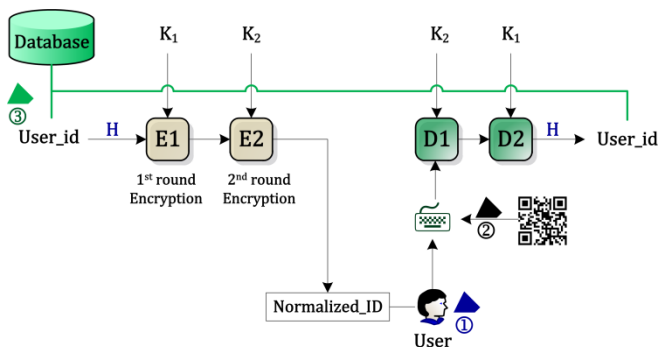 Database
K₁
K₂
K₂
K₁
③
User_id
H
E1
E2
D1
D2
H
User_id
1st round
Encryption
2nd round
Encryption
②
Normalized_ID
①
User